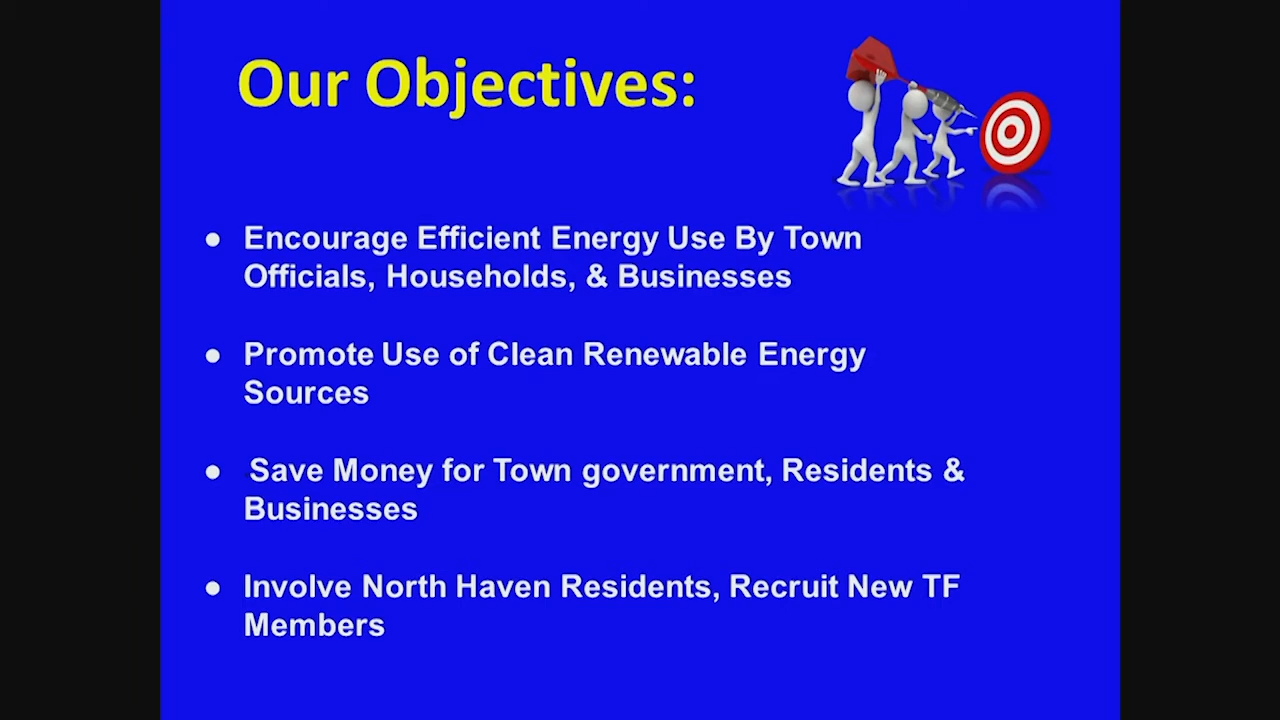 Our Objectives:
● Encourage Efficient Energy Use By Town
Officials, Households, & Businesses
● Promote Use of Clean Renewable Energy
Sources
● Save Money for Town government, Residents &
Businesses
● Involve North Haven Residents, Recruit New TF
Members